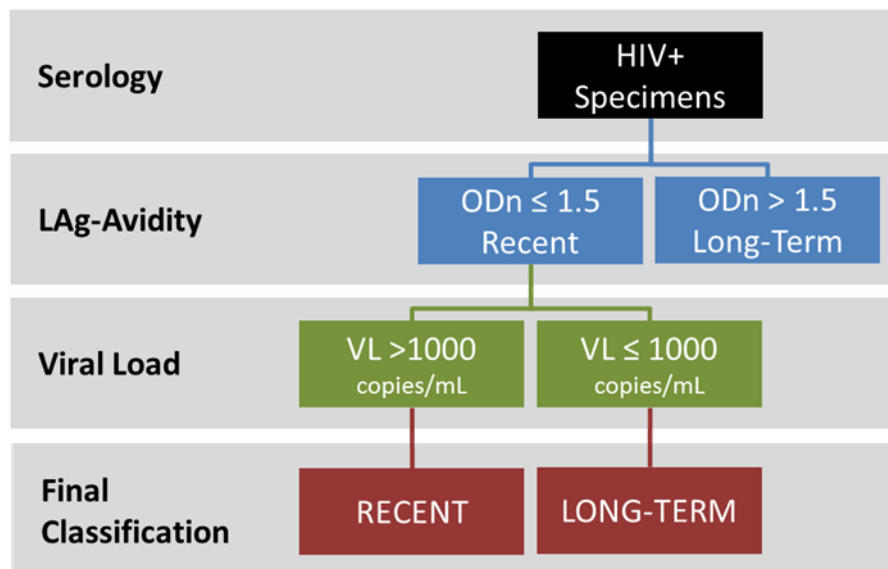 Serology
HIV+
Specimens
LAg-Avidity
ODn ≤ 1.5
Recent
ODn > 1.5
Long-Term
Viral Load
VL >1000
copies/mL
VL ≤ 1000
copies/mL
Final
Classification
RECENT
LONG-TERM